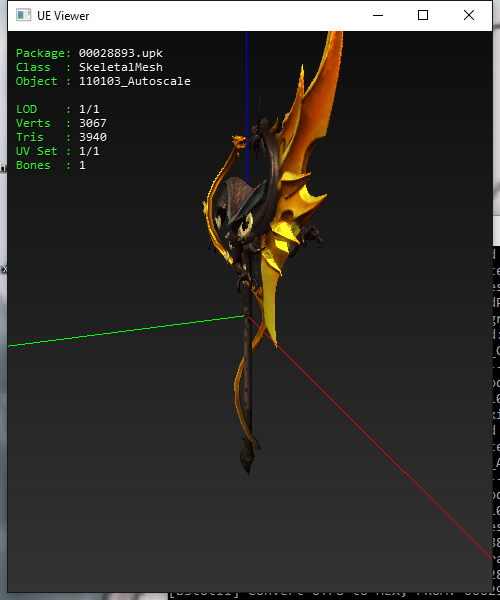 UE Viewer
Package: 00028893.upk
Class : SkeletalMesh
Object : 110103_Autoscale
LOD : 1/1
Verts : 3067
Tris : 3940
UV Set : 1/1
Bones : 1